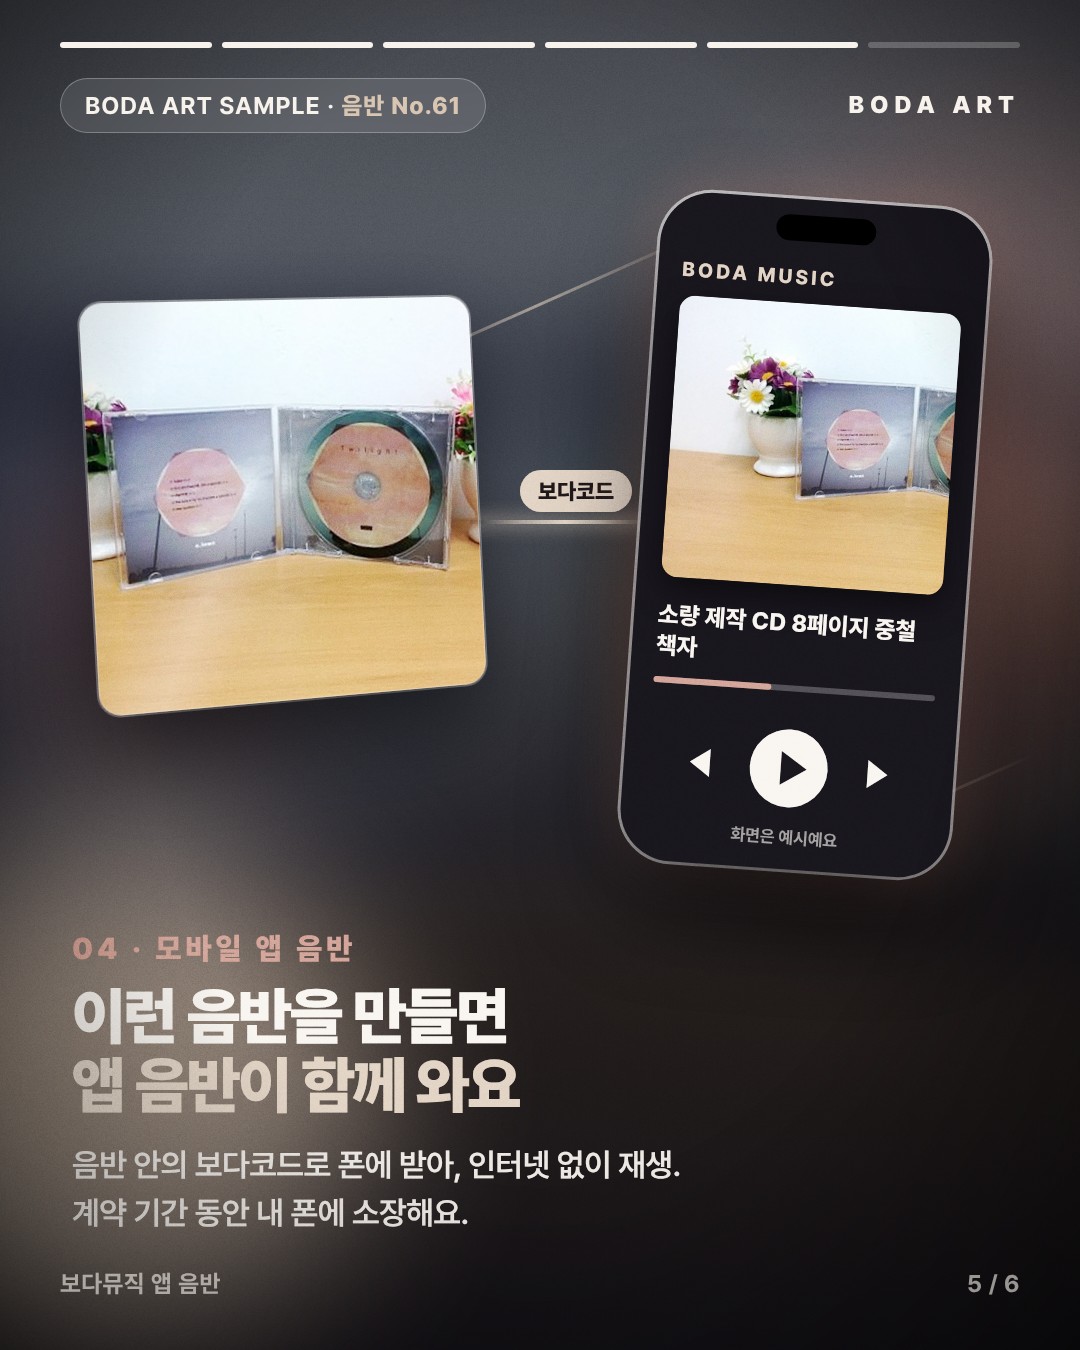 BODA ART SAMPLE · 음반 No.61
BODA ART
BODA MUSIC
Twilight
보다코드
소량 제작 CD 8페이지 중철
책자
화면은 예시예요
04 · 모바일 앱 음반
이런 음반을 만들면
앱 음반이 함께 와요
음반 안의 보다코드로 폰에 받아, 인터넷 없이 재생.
계약 기간 동안 내 폰에 소장해요.
보다뮤직 앱 음반
5 / 6